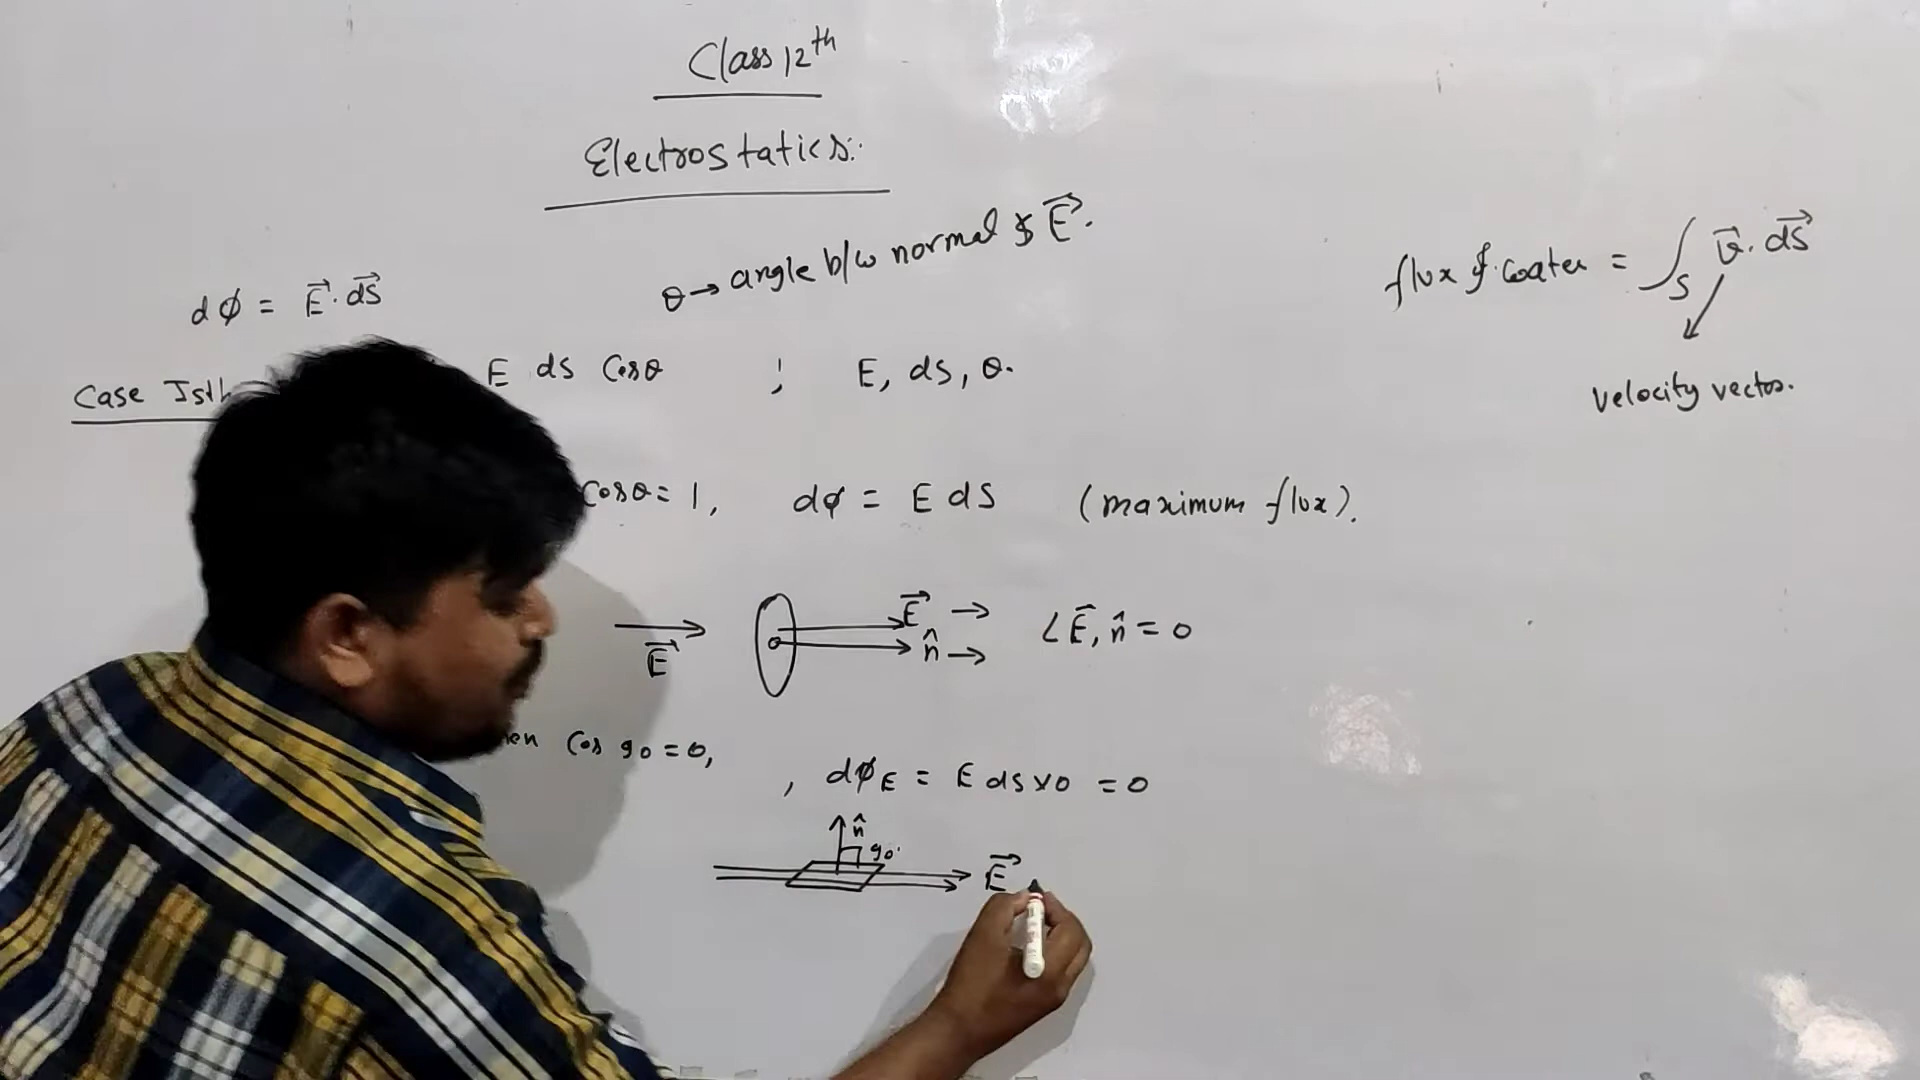 Class 12th
Electrostatics:
θ → angle b/w normal & E⃗.
dφ = E⃗. dS⃗
flux of water = ∫S v⃗. dS⃗
velocity vector.
Case Ist
E ds Cosθ ; E, ds, θ.
Cosθ = 1, dφ = E dS (maximum flux).
E⃗
E⃗ →
n̂ →
∠E⃗, n̂ = 0
Cos 90 = 0,
, dφE = E ds x 0 = 0
n̂
90°
E⃗